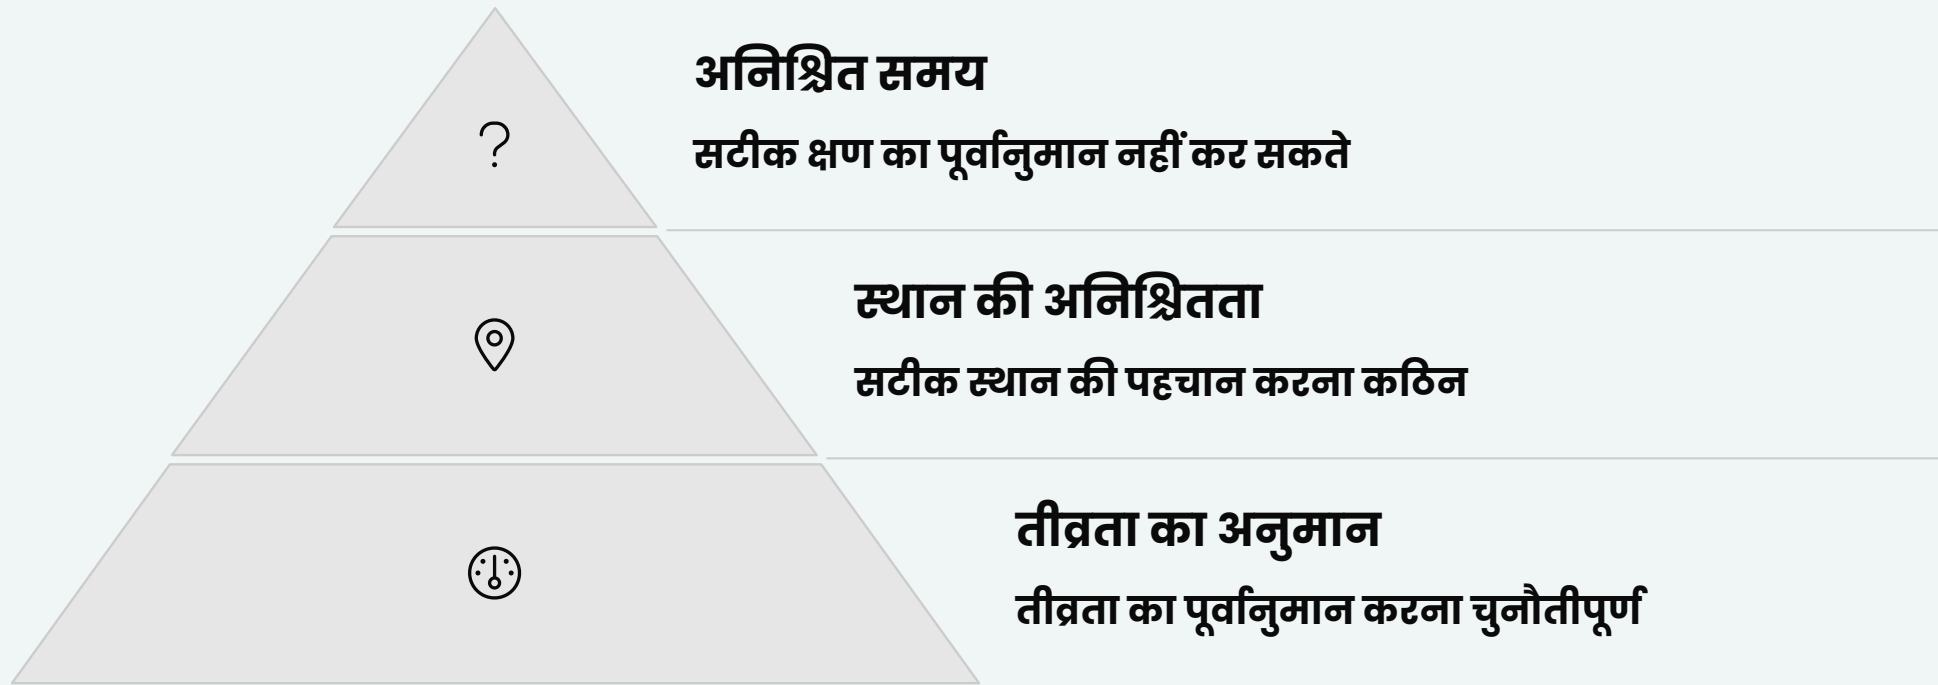 अनिश्चित समय
सटीक क्षण का पूर्वानुमान नहीं कर सकते
स्थान की अनिश्चितता
सटीक स्थान की पहचान करना कठिन
तीव्रता का अनुमान
तीव्रता का पूर्वानुमान करना चुनौतीपूर्ण